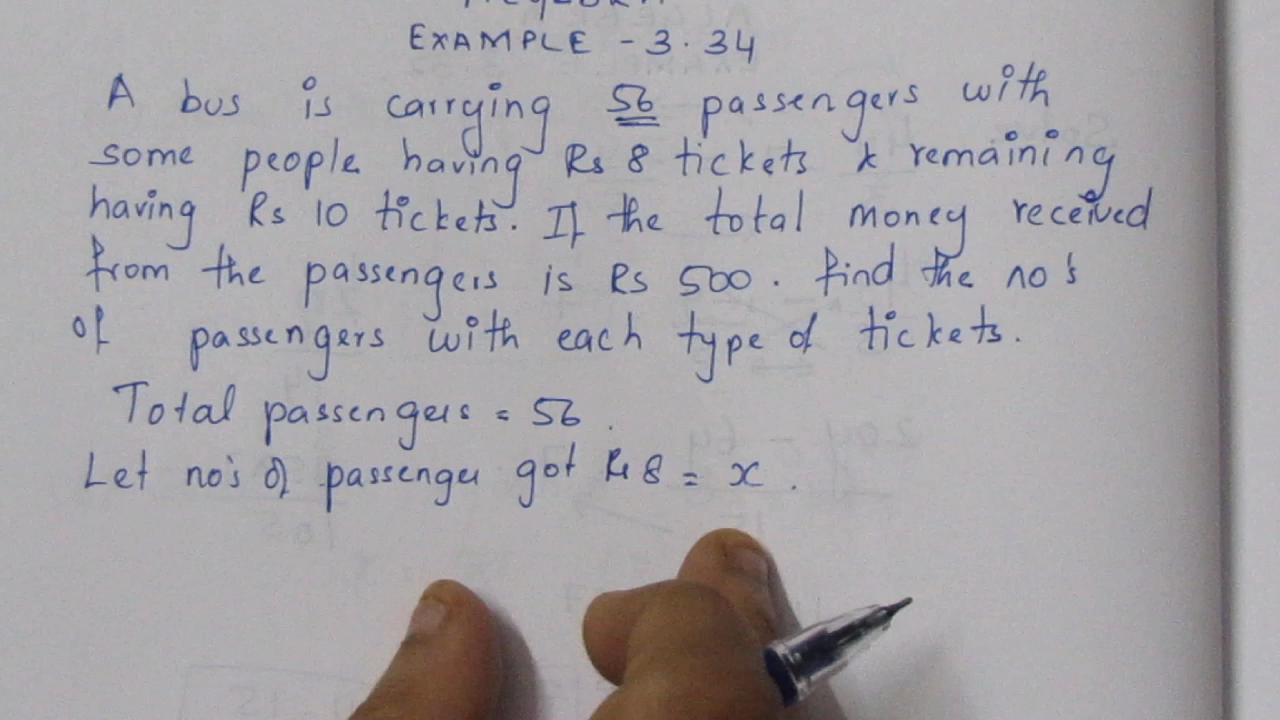 EXAMPLE - 3.34
A bus is carrying 56 passengers with
some people having Rs 8 tickets & remaining
having Rs 10 tickets. If the total money received
from the passengers is Rs 500. find the no's
of passengers with each type of tickets.
Total passengers = 56.
Let no's of passenger got Rs 8 = x.